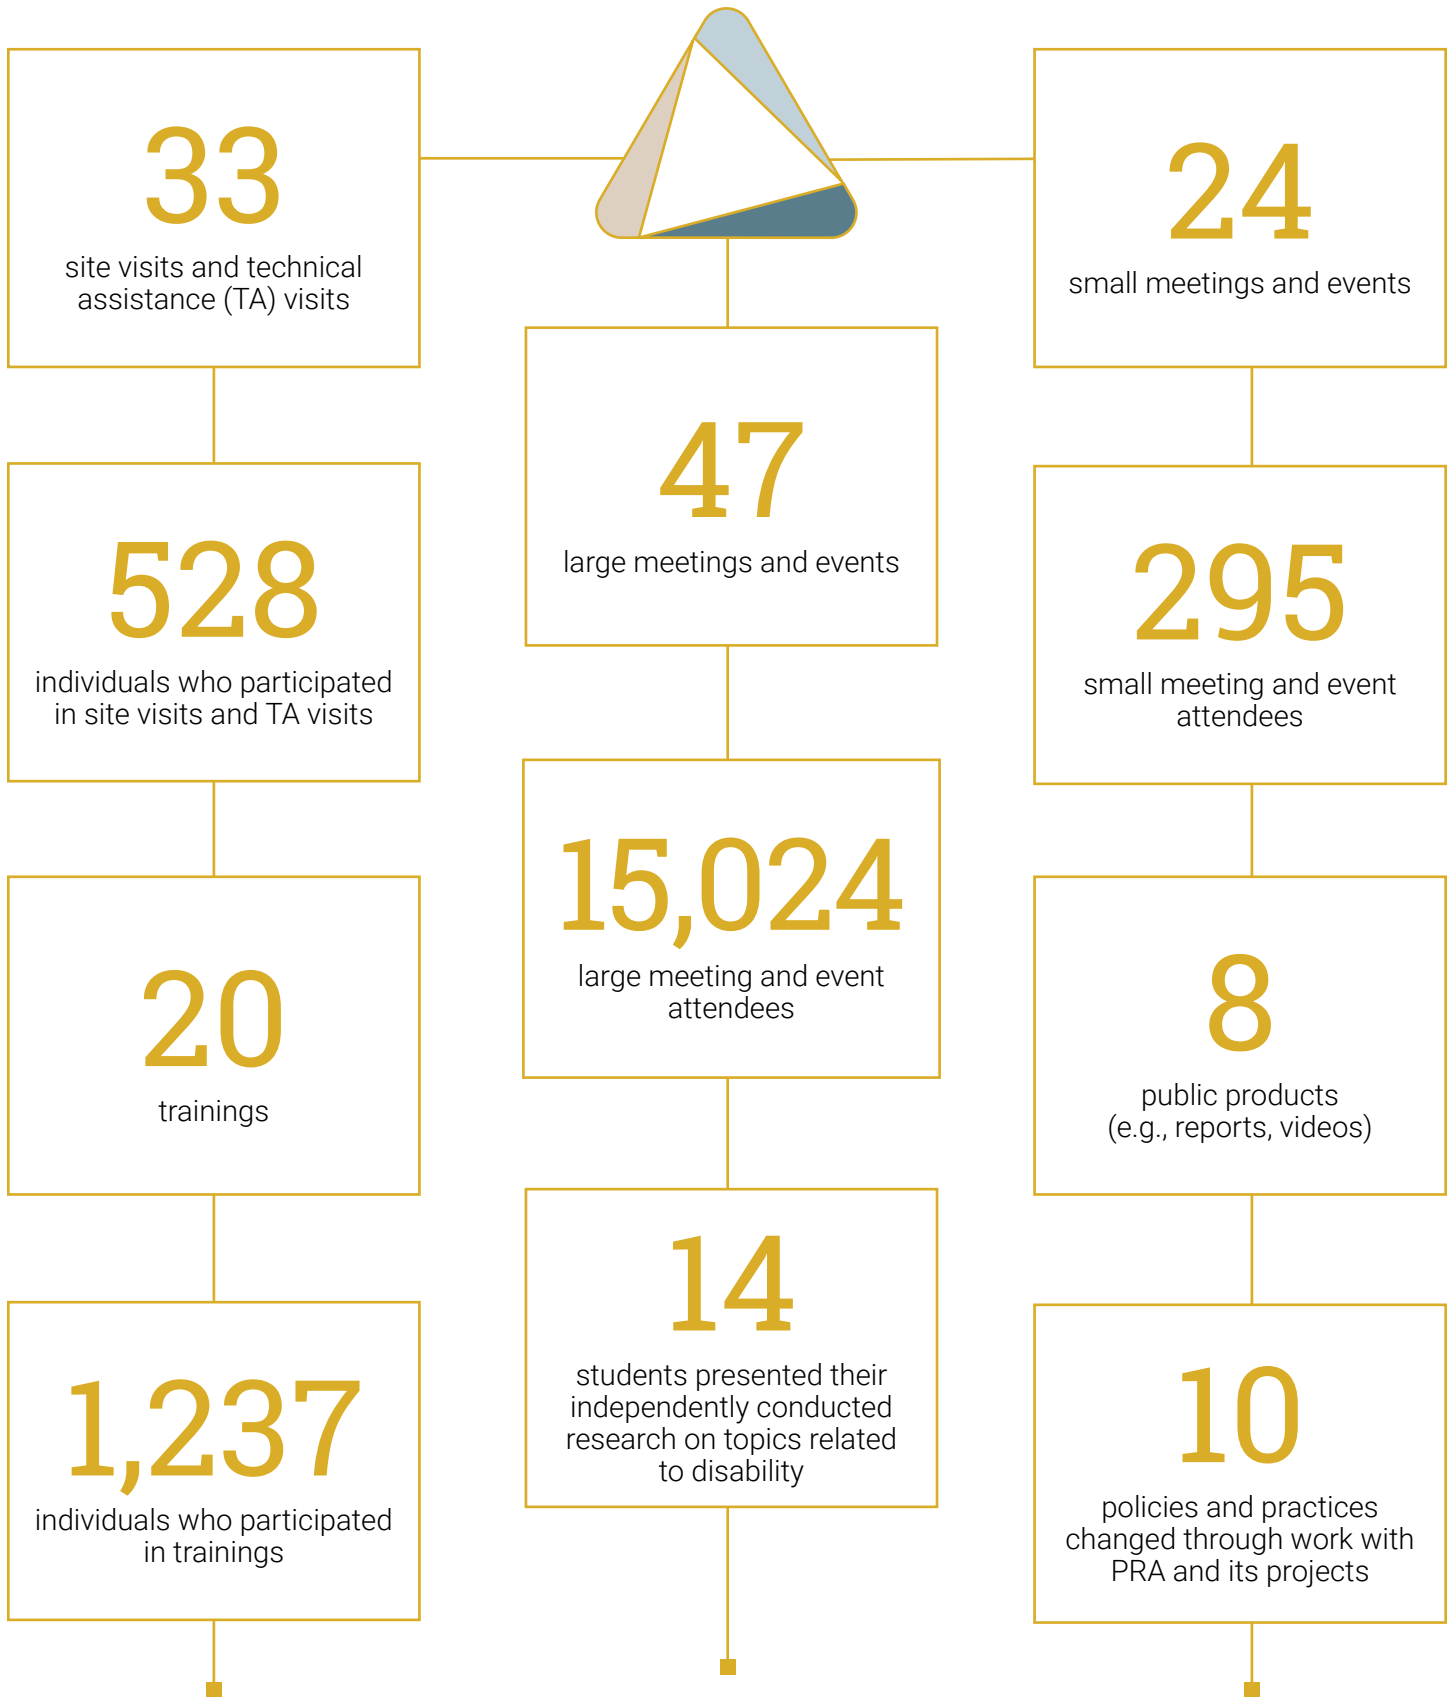 33
site visits and technical
assistance (TA) visits
528
individuals who participated
in site visits and TA visits
20
trainings
1,237
individuals who participated
in trainings
47
large meetings and events
15,024
large meeting and event
attendees
14
students presented their
independently conducted
research on topics related
to disability
24
small meetings and events
295
small meeting and event
attendees
8
public products
(e.g., reports, videos)
10
policies and practices
changed through work with
PRA and its projects